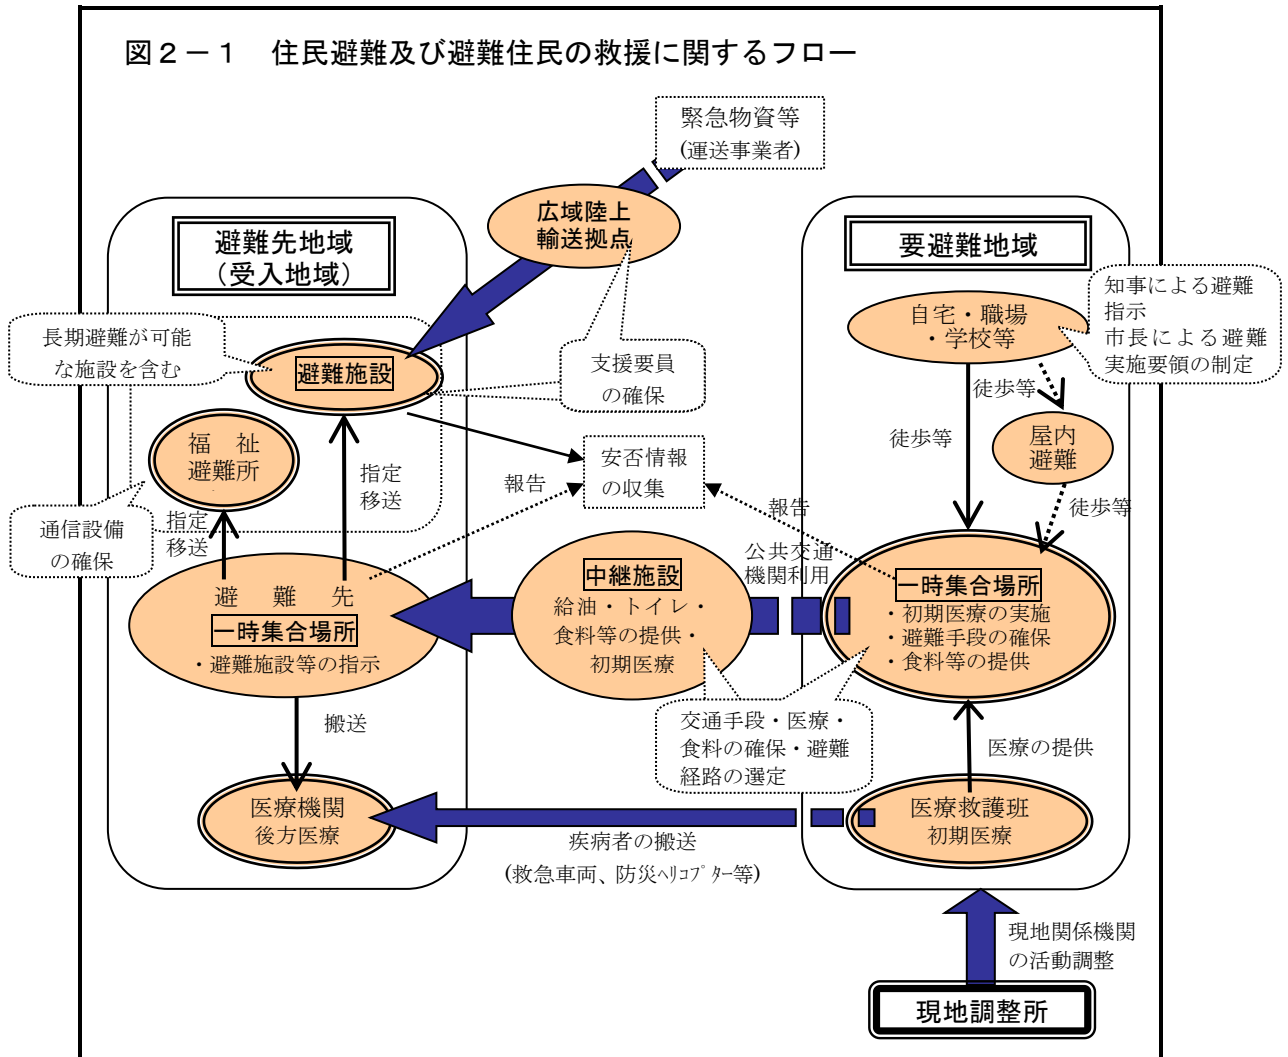 図2－1　住民避難及び避難住民の救援に関するフロー
緊急物資等
(運送事業者)
広域陸上
輸送拠点
避難先地域
（受入地域）
要避難地域
知事による避難
指示
市長による避難
実施要領の制定
自宅・職場
・学校等
長期避難が可能
な施設を含む
避難施設
支援要員
の確保
徒歩等
徒歩等
屋内
避難
福　祉
避難所
安否情報
の収集
指定
移送
報告
報告
徒歩等
通信設備
の確保
指定
移送
公共交通
機関利用
中継施設
給油・トイレ・
食料等の提供・
初期医療
一時集合場所
・初期医療の実施
・避難手段の確保
・食料等の提供
避　難　先
一時集合場所
・避難施設等の指示
交通手段・医療・
食料の確保・避難
経路の選定
搬送
医療の提供
医療機関
後方医療
医療救護班
初期医療
疾病者の搬送
(救急車両、防災ﾍﾘｺﾌﾟﾀｰ等)
現地関係機関
の活動調整
現地調整所